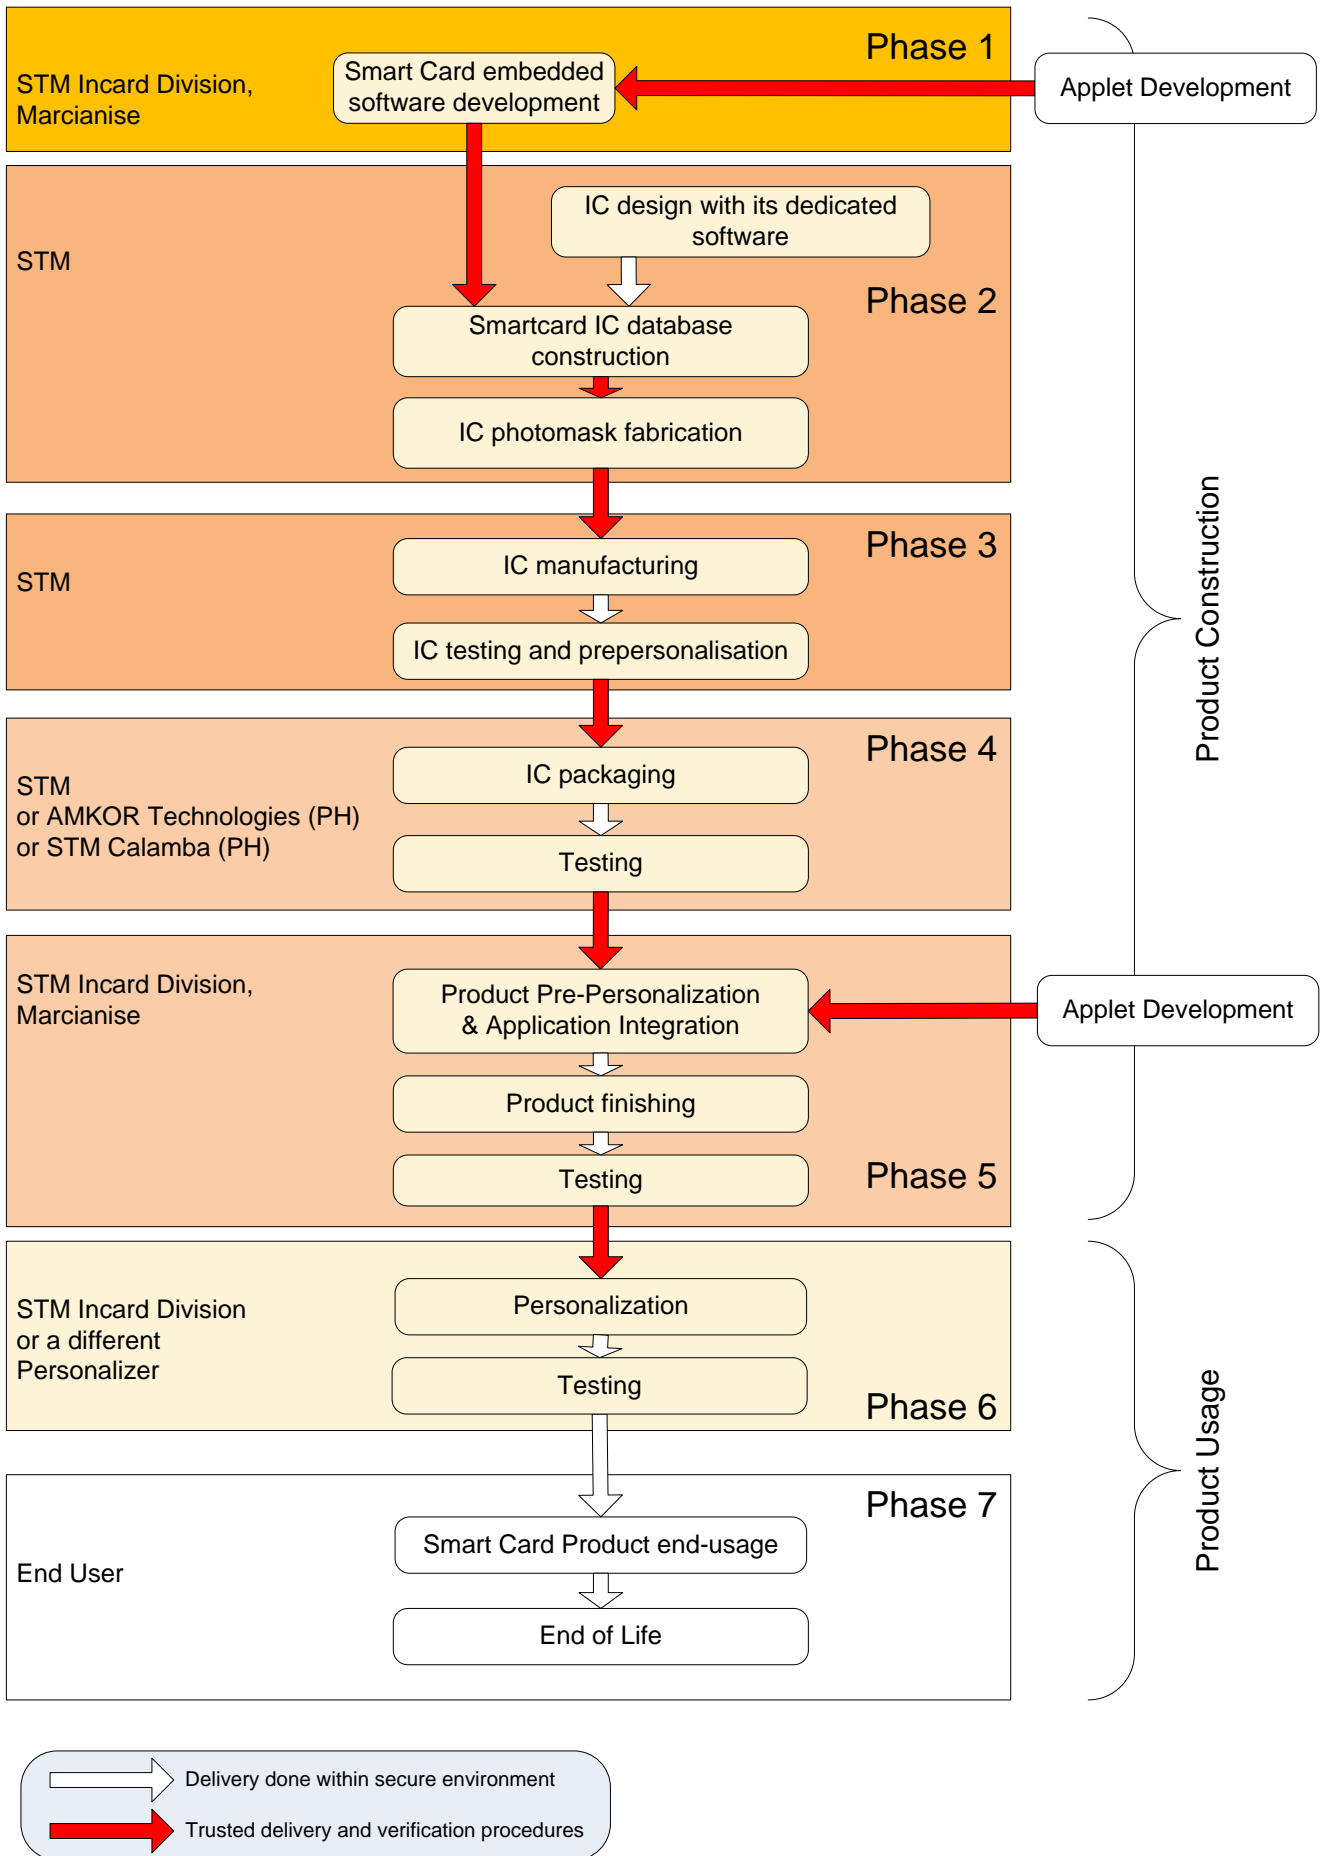 Phase 1
STM Incard Division,
Marcianise
Smart Card embedded
software development
Applet Development
STM
IC design with its dedicated
software
Phase 2
Smartcard IC database
construction
IC photomask fabrication
Phase 3
STM
IC manufacturing
IC testing and prepersonalisation
Product Construction
Phase 4
STM
or AMKOR Technologies (PH)
or STM Calamba (PH)
IC packaging
Testing
STM Incard Division,
Marcianise
Product Pre-Personalization
& Application Integration
Applet Development
Product finishing
Testing
Phase 5
STM Incard Division
or a different
Personalizer
Personalization
Testing
Phase 6
Product Usage
Phase 7
End User
Smart Card Product end-usage
End of Life
Delivery done within secure environment
Trusted delivery and verification procedures